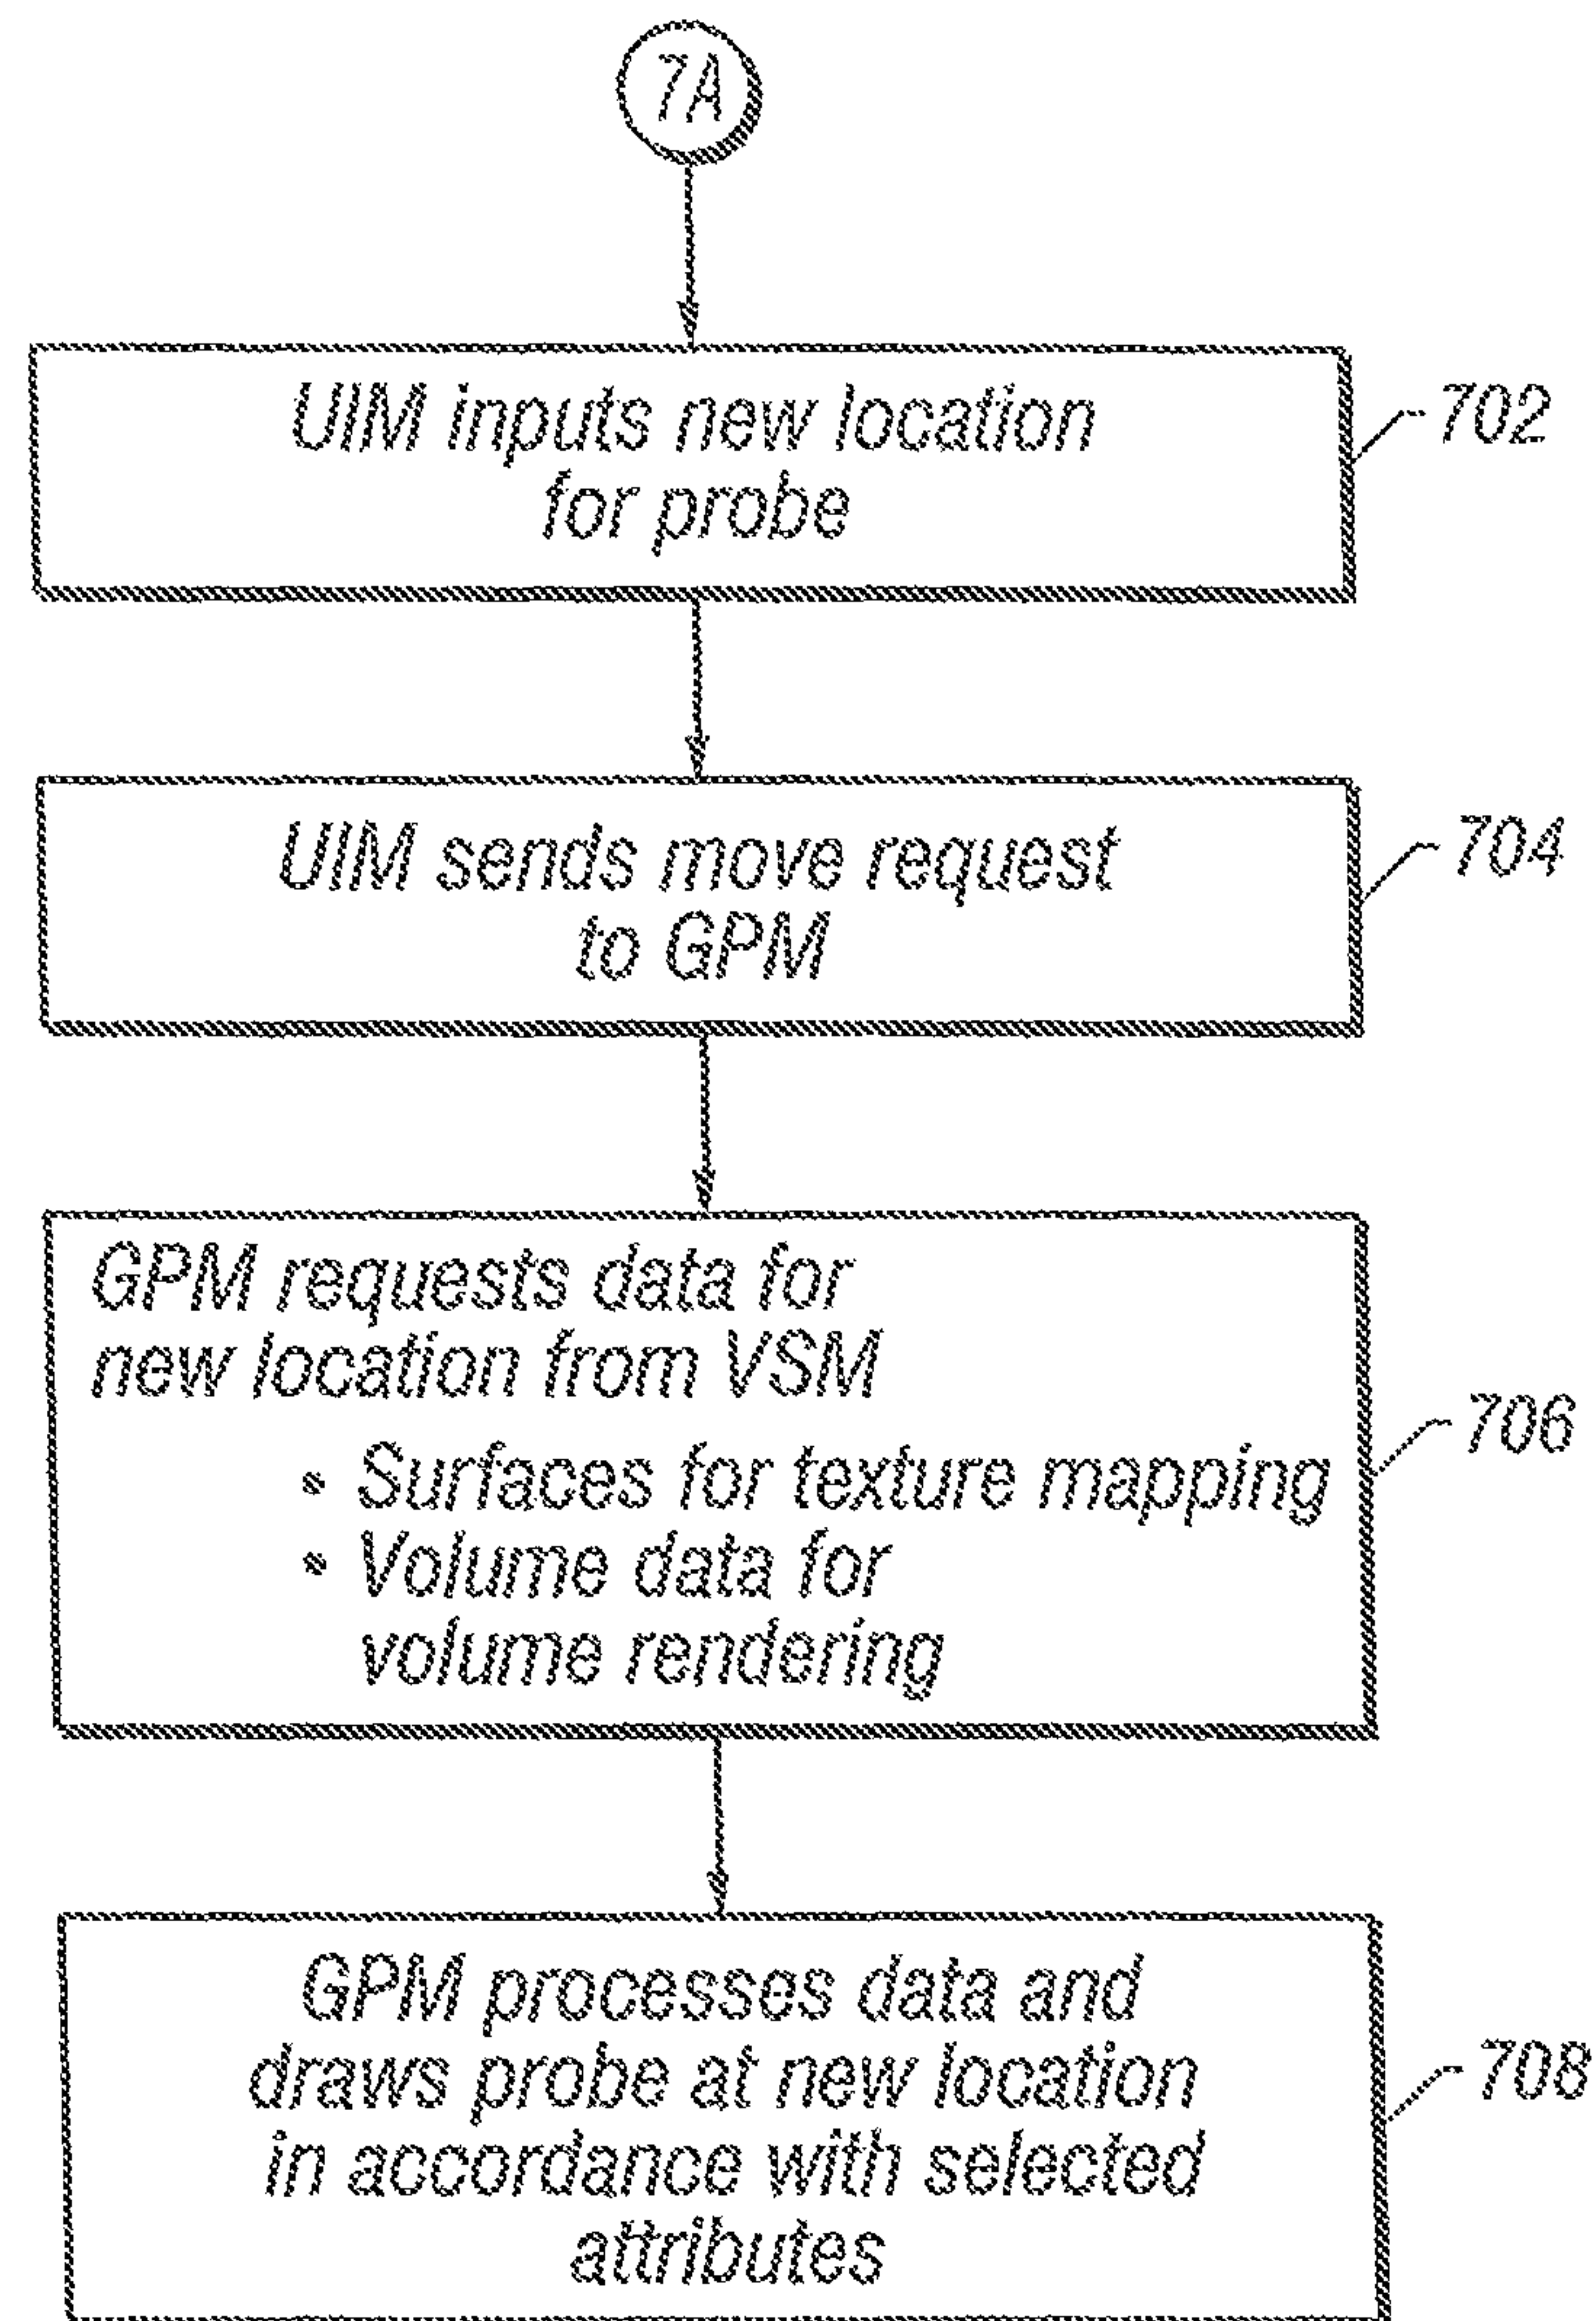 7A
UIM inputs new location
for probe
702
UIM sends move request
to GPM
704
GPM requests data for
new location from VSM
• Surfaces for texture mapping
• Volume data for
volume rendering
706
GPM processes data and
draws probe at new location
in accordance with selected
attributes
708